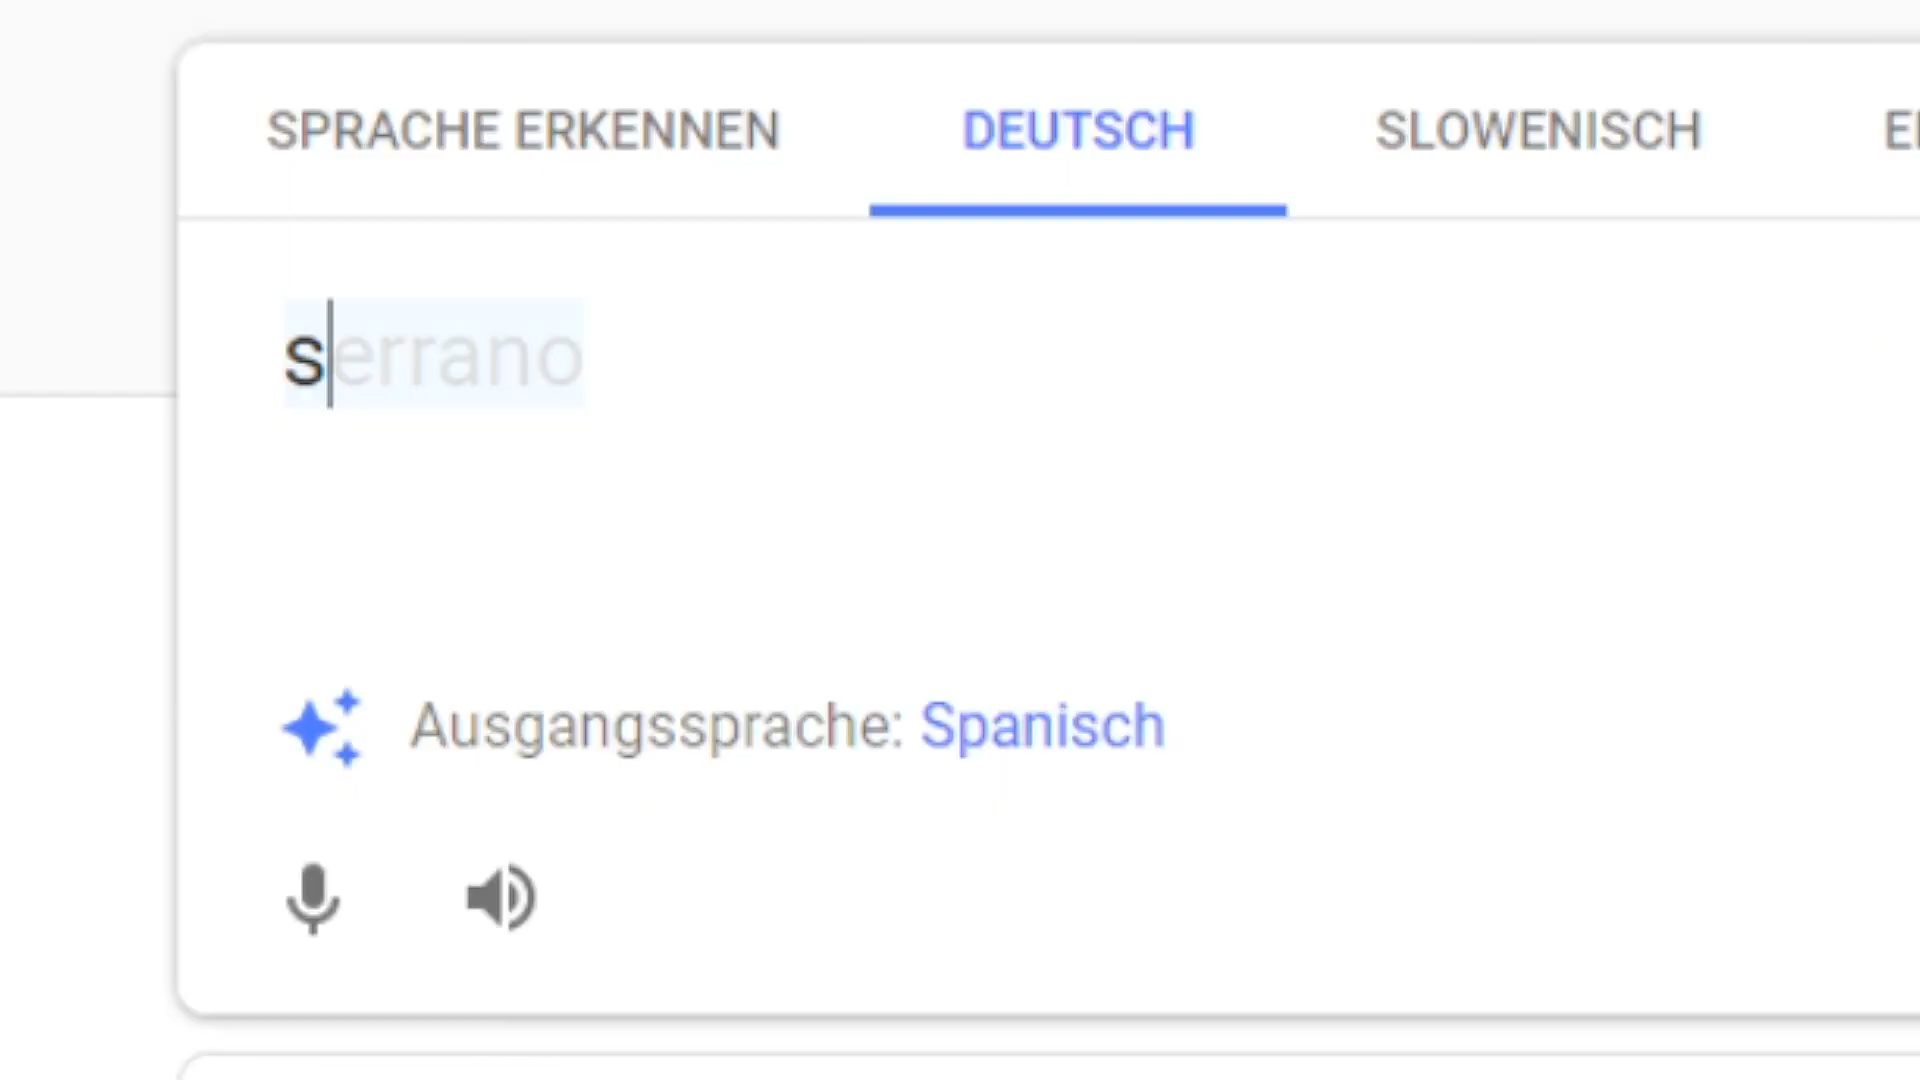 SPRACHE ERKENNEN DEUTSCH SLOWENISCH
serrano
Ausgangssprache: Spanisch